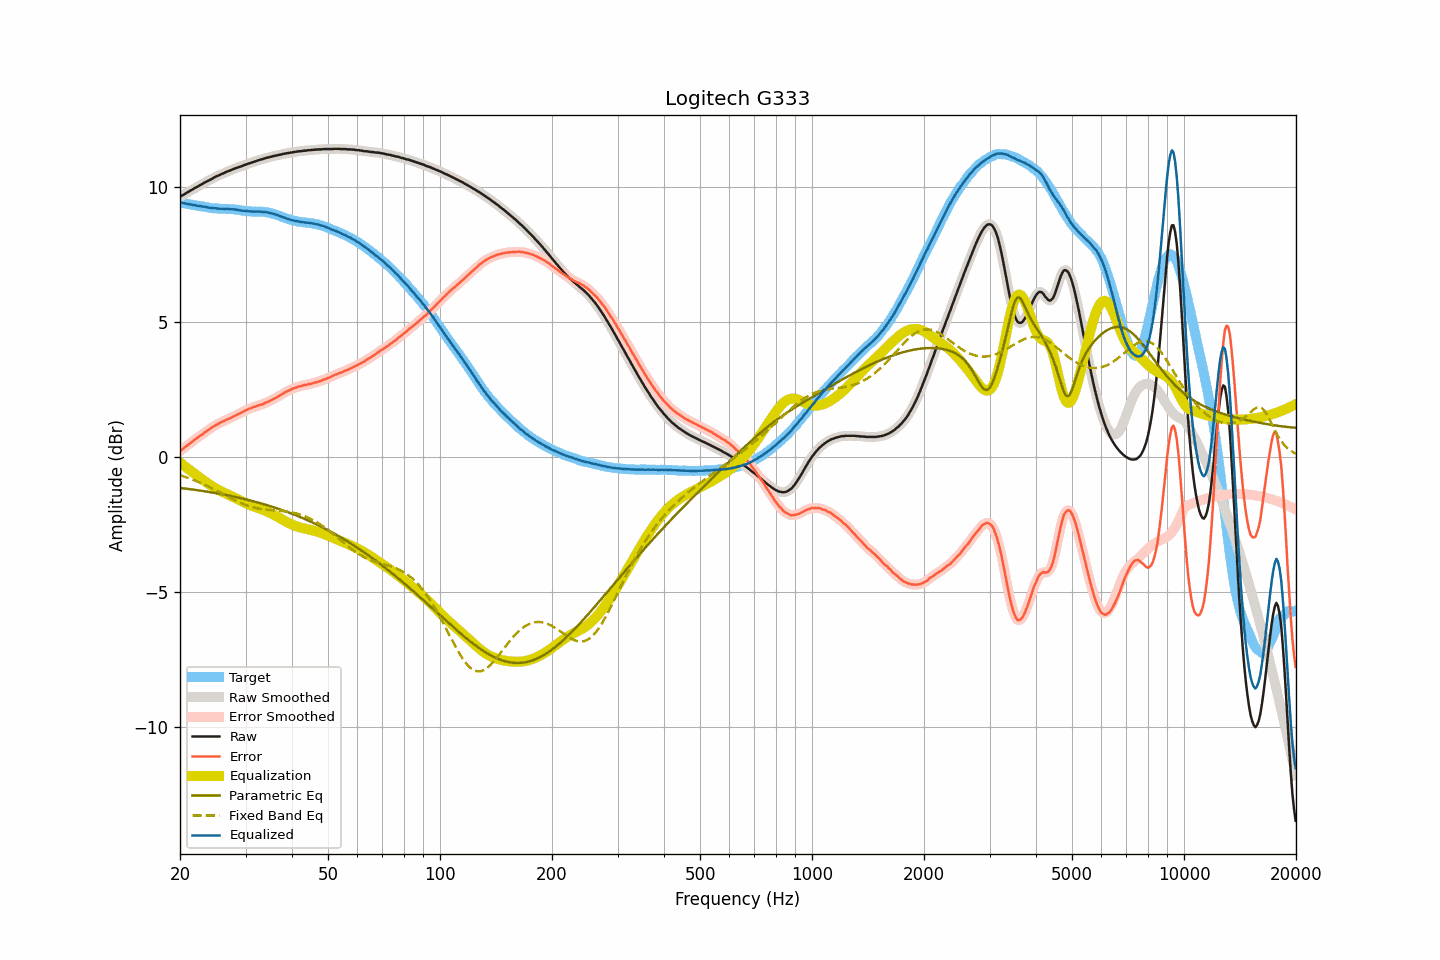 Logitech G333
Amplitude (dBr)
10
5
0
−5
−10
Target
Raw Smoothed
Error Smoothed
Raw
Error
Equalization
Parametric Eq
Fixed Band Eq
Equalized
20 50 100 200 500 1000 2000 5000 10000 20000
Frequency (Hz)